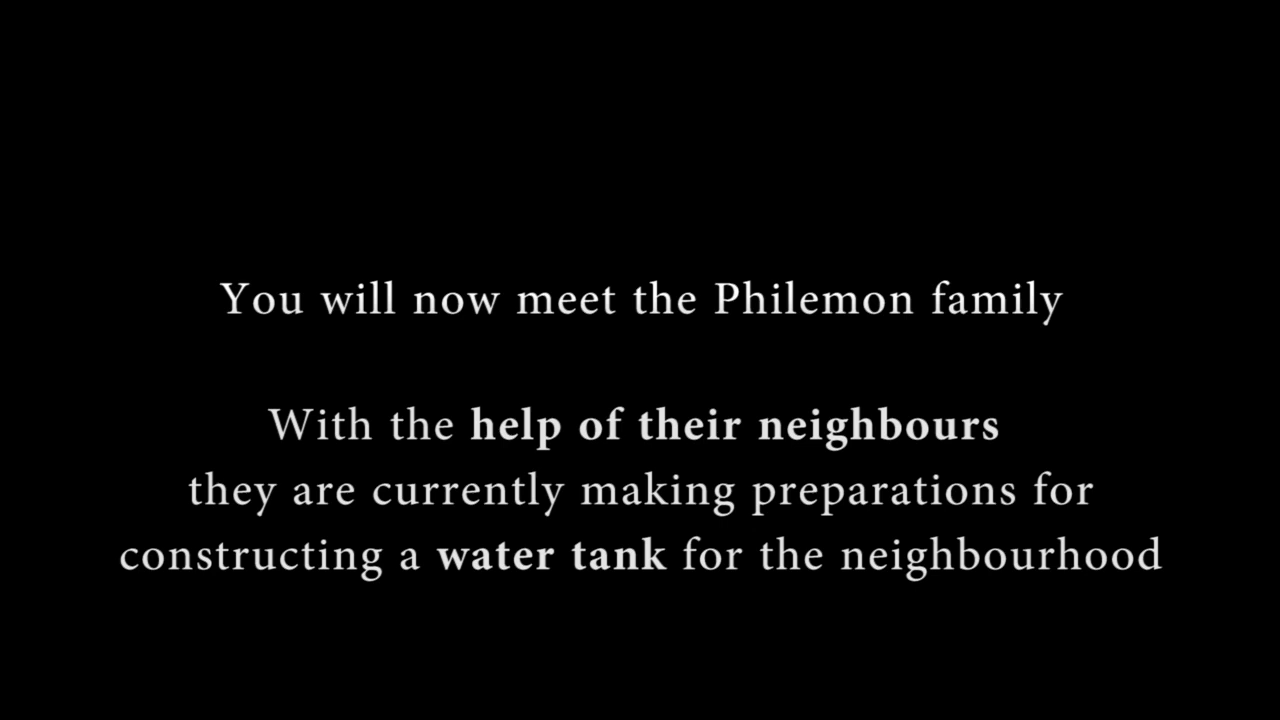 You will now meet the Philemon family
With the help of their neighbours
they are currently making preparations for
constructing a water tank for the neighbourhood